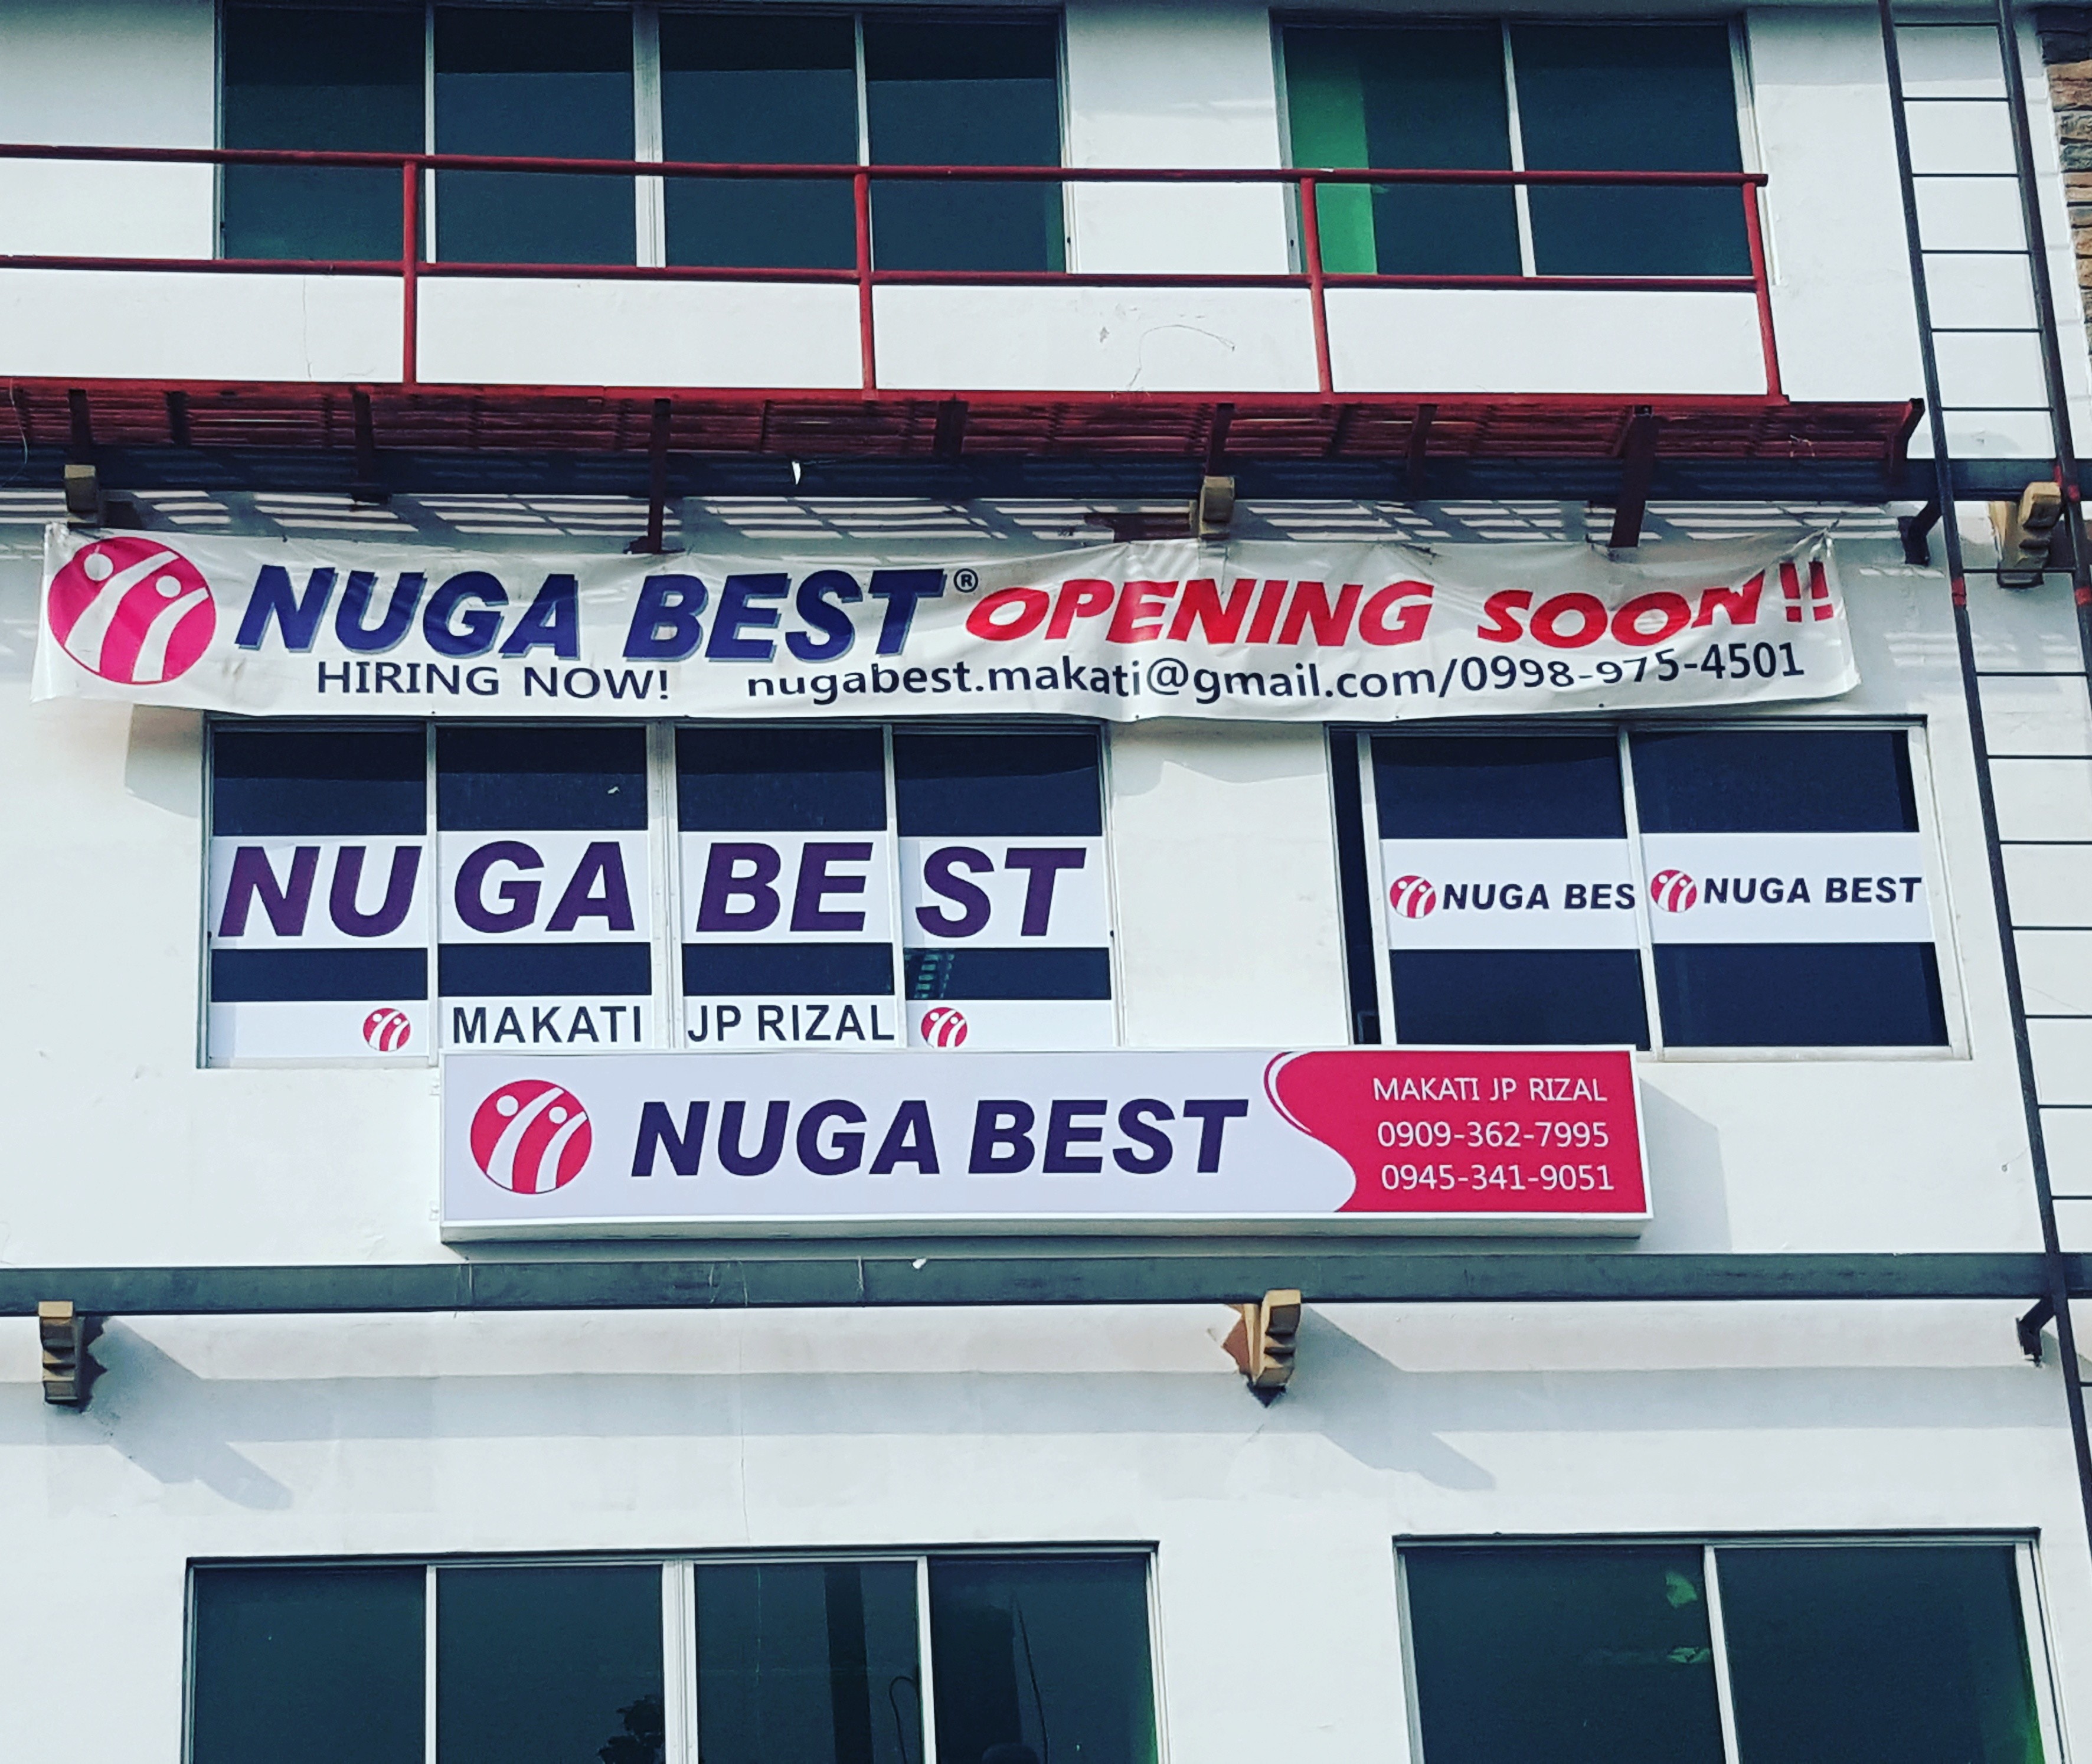 NUGA BEST® OPENING SOON!!
HIRING NOW! nugabest.makati@gmail.com/0998-975-4501
NUGA BEST
MAKATI JP RIZAL
NUGA BES
NUGA BEST
NUGA BEST
MAKATI JP RIZAL
0909-362-7995
0945-341-9051